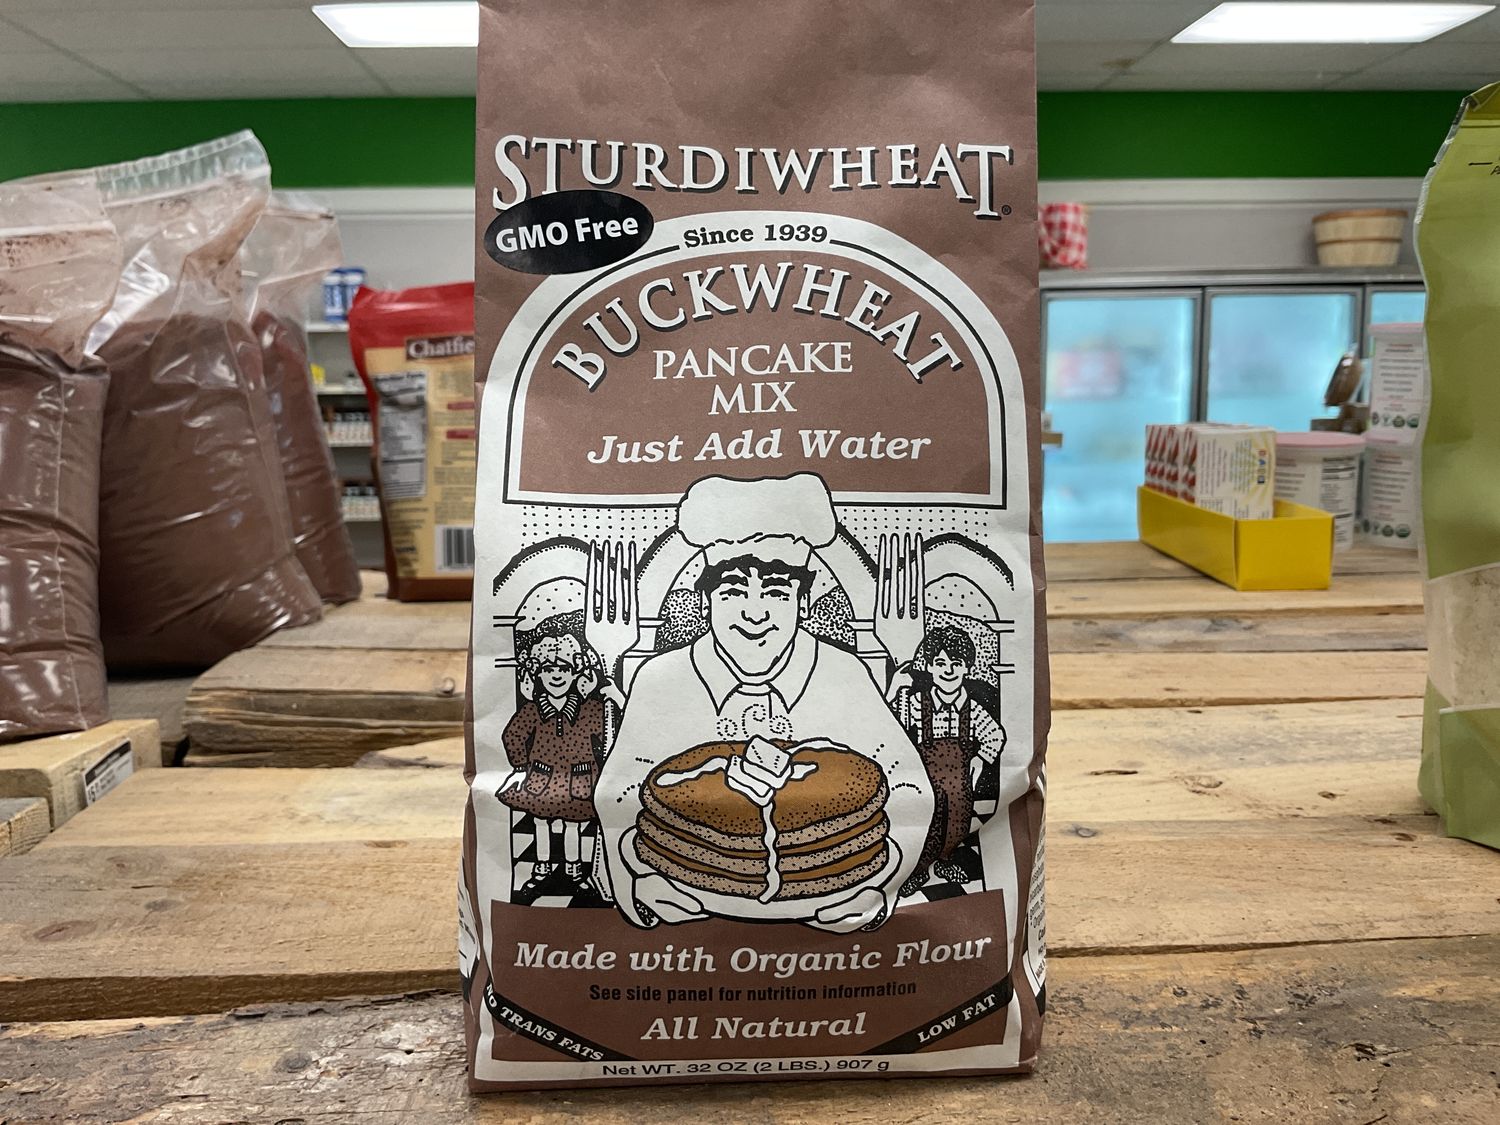 STURDIWHEAT®
GMO Free
Since 1939
BUCKWHEAT
PANCAKE
MIX
Just Add Water
Made with Organic Flour
See side panel for nutrition information
All Natural
NO TRANS FATS
LOW FAT
Net WT. 32 OZ (2 LBS.) 907 g
Chatfie